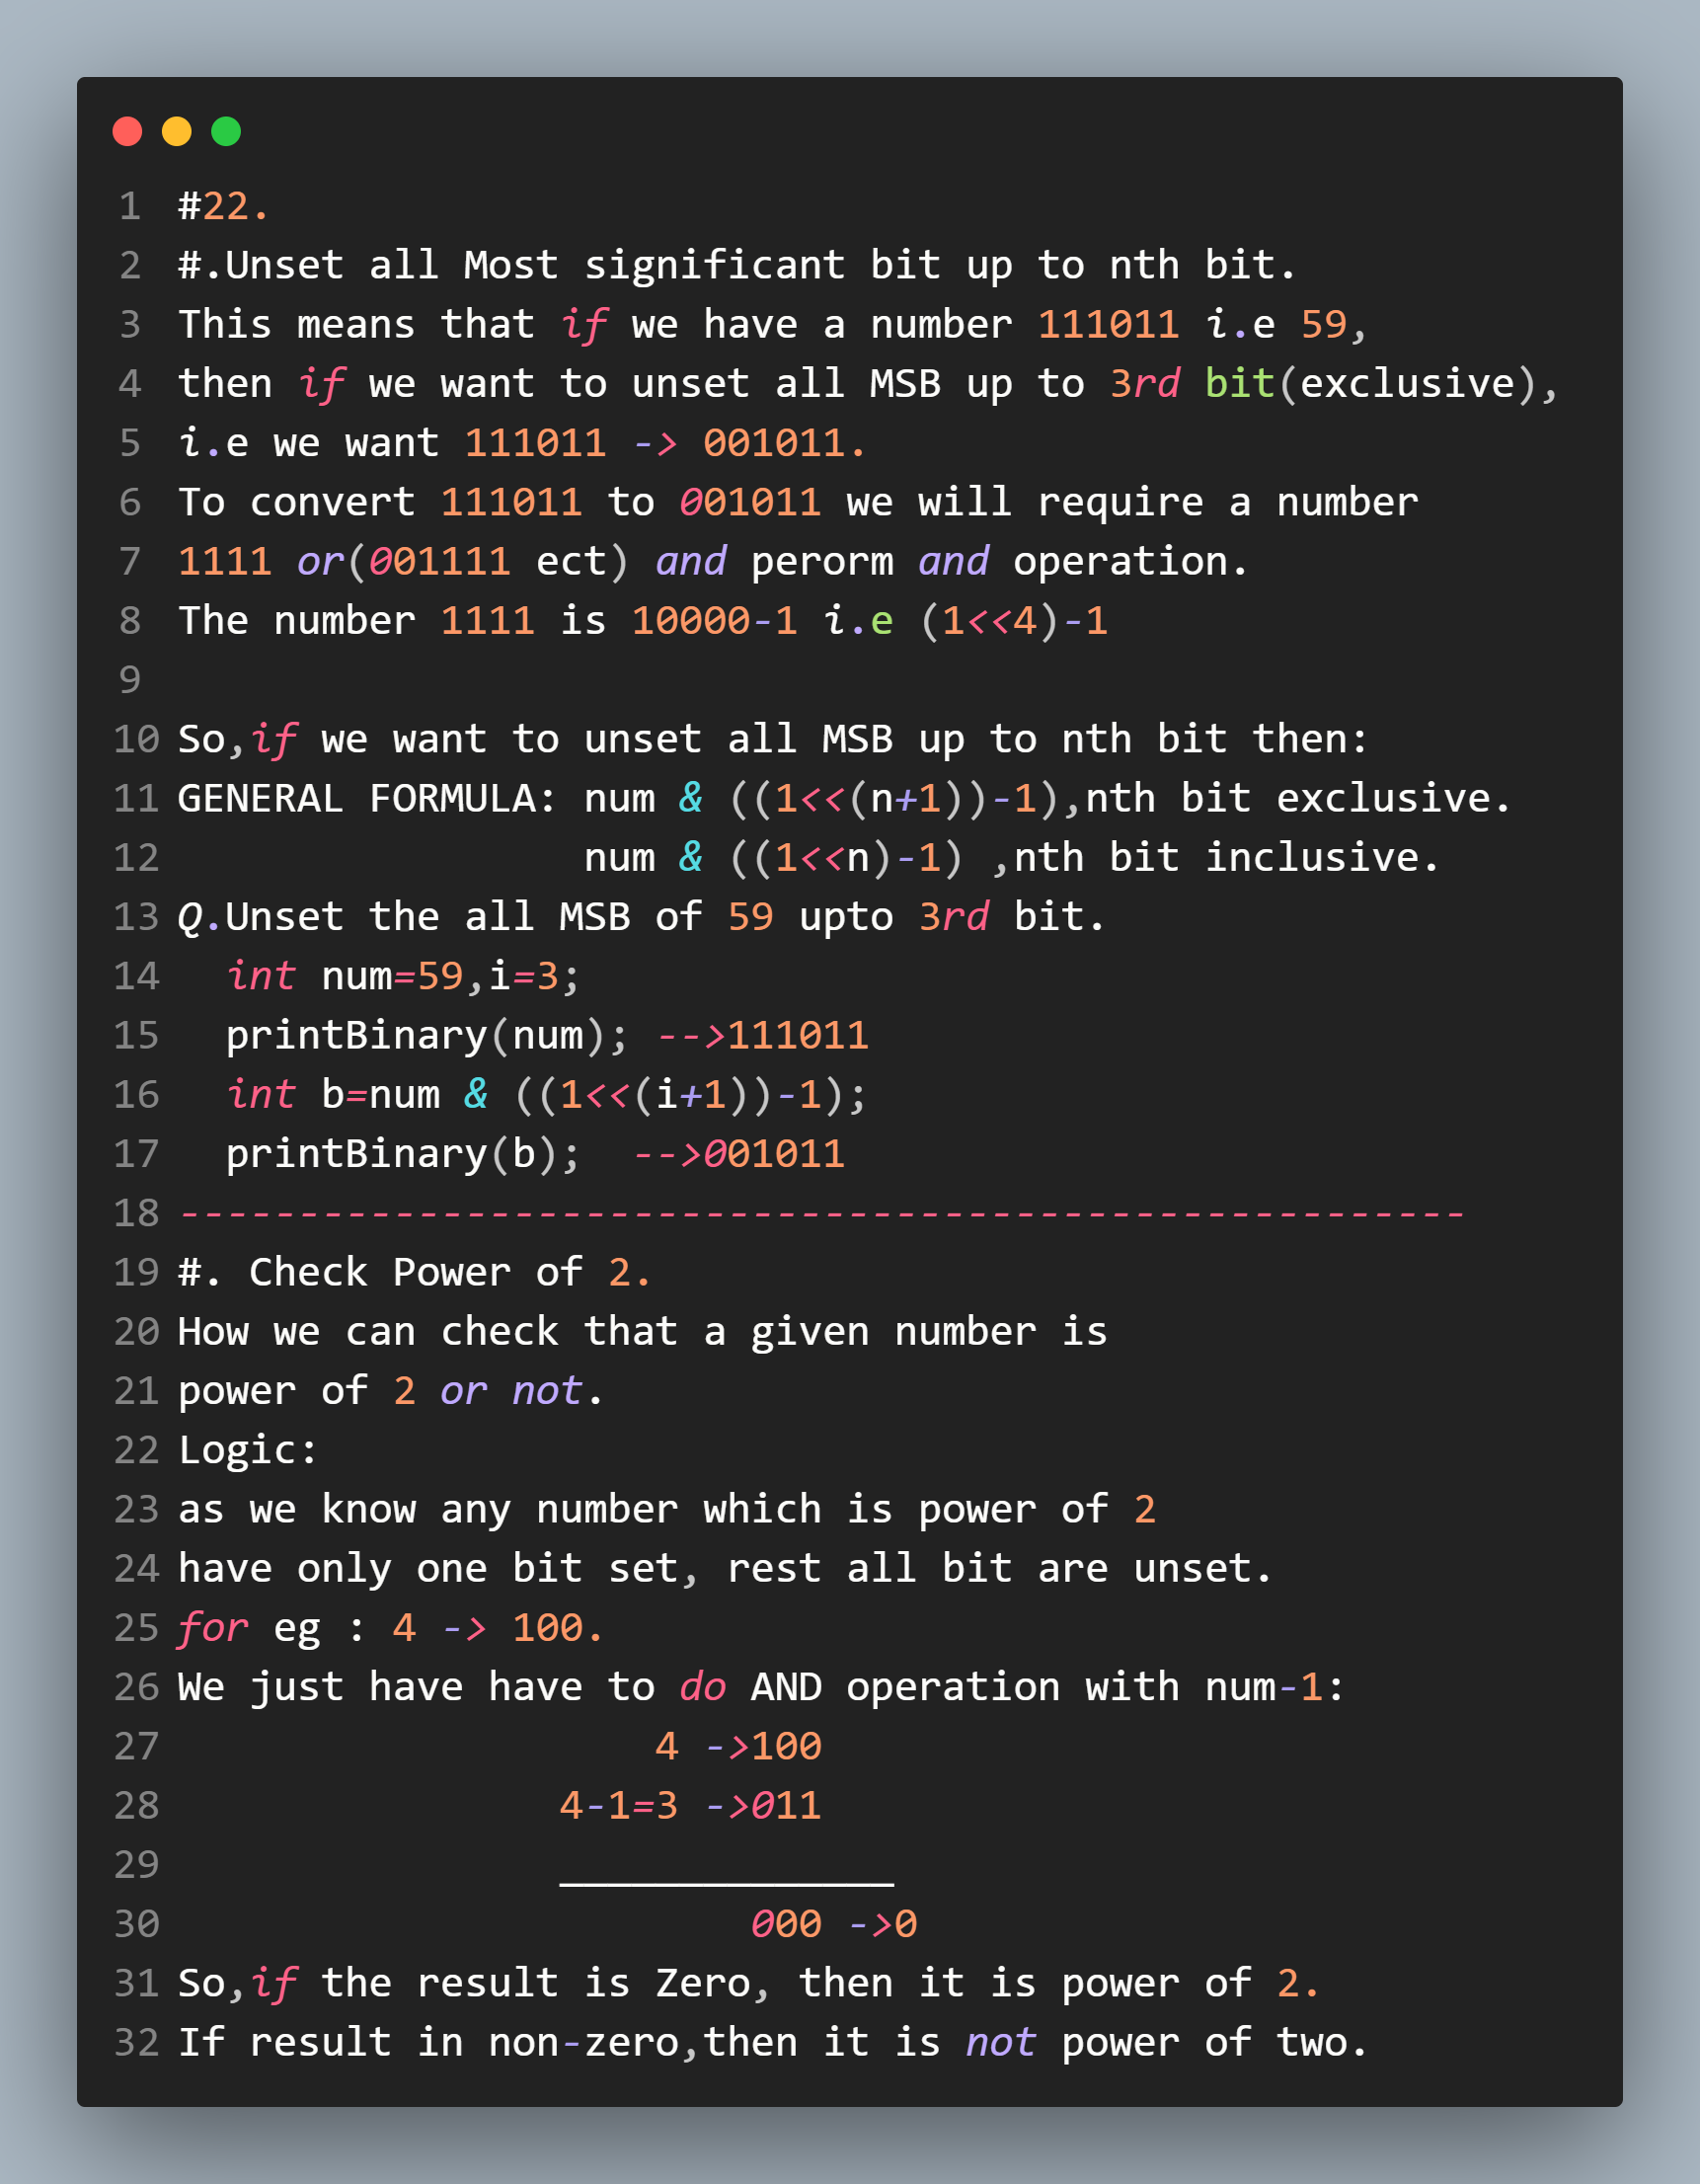 1 #22.
2 #.Unset all Most significant bit up to nth bit.
3 This means that if we have a number 111011 i.e 59,
4 then if we want to unset all MSB up to 3rd bit(exclusive),
5 i.e we want 111011 -> 001011.
6 To convert 111011 to 001011 we will require a number
7 1111 or(001111 ect) and perorm and operation.
8 The number 1111 is 10000-1 i.e (1<<4)-1
9
10 So,if we want to unset all MSB up to nth bit then:
11 GENERAL FORMULA: num & ((1<<(n+1))-1),nth bit exclusive.
12                  num & ((1<<n)-1) ,nth bit inclusive.
13 Q.Unset the all MSB of 59 upto 3rd bit.
14   int num=59,i=3;
15   printBinary(num); -->111011
16   int b=num & ((1<<(i+1))-1);
17   printBinary(b);  -->001011
18 ------------------------------------------------------
19 #. Check Power of 2.
20 How we can check that a given number is
21 power of 2 or not.
22 Logic:
23 as we know any number which is power of 2
24 have only one bit set, rest all bit are unset.
25 for eg : 4 -> 100.
26 We just have have to do AND operation with num-1:
27                     4 ->100
28                 4-1=3 ->011
29                 ______________
30                         000 ->0
31 So,if the result is Zero, then it is power of 2.
32 If result in non-zero,then it is not power of two.